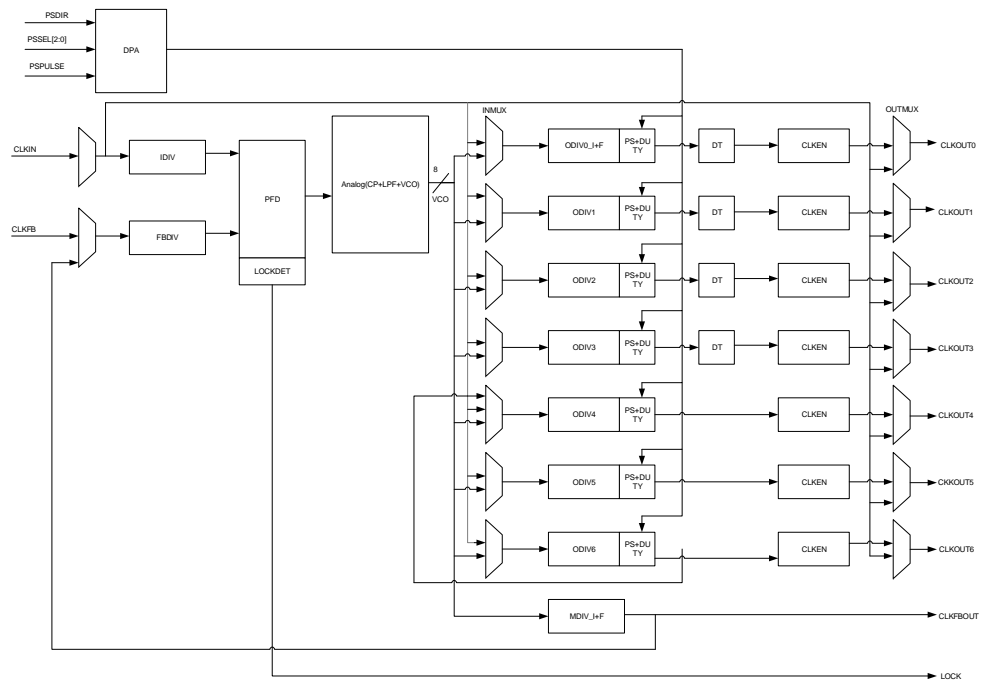 PSDIR
PSSEL[2:0]
PSPULSE
DPA
INMUX
OUTMUX
CLKIN
IDIV
PFD
Analog(CP+LPF+VCO)
8
VCO
ODIV0_I+F
PS+DU
TY
DT
CLKEN
CLKOUT0
CLKFB
FBDIV
LOCKDET
ODIV1
PS+DU
TY
DT
CLKEN
CLKOUT1
ODIV2
PS+DU
TY
DT
CLKEN
CLKOUT2
ODIV3
PS+DU
TY
DT
CLKEN
CLKOUT3
ODIV4
PS+DU
TY
CLKEN
CLKOUT4
ODIV5
PS+DU
TY
CLKEN
CKKOUT5
ODIV6
PS+DU
TY
CLKEN
CLKOUT6
MDIV_I+F
CLKFBOUT
LOCK